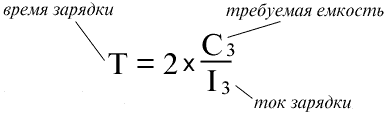 время зарядки
требуемая емкость
T = 2 × C₃ / I₃
ток зарядки